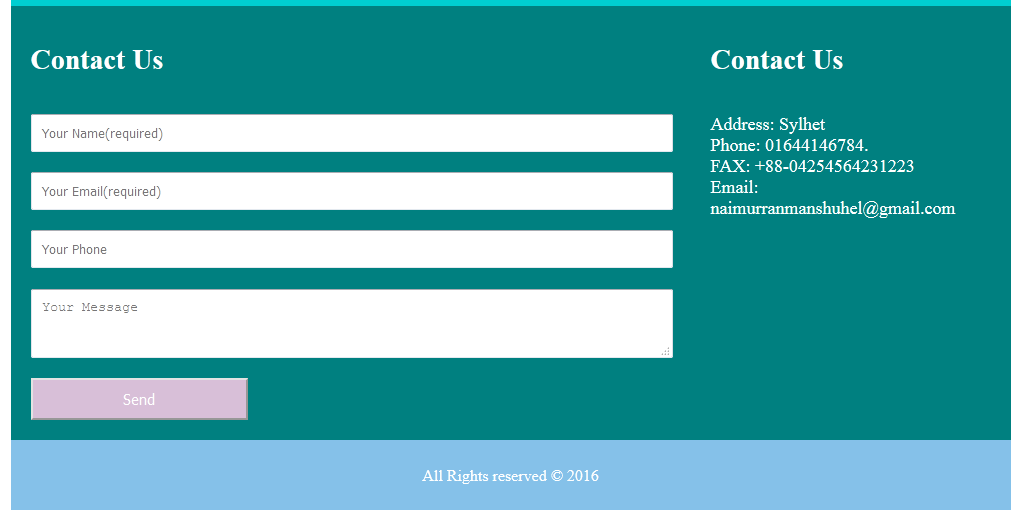 Contact Us
Your Name(required)
Your Email(required)
Your Phone
Your Message
Send
Contact Us
Address: Sylhet
Phone: 01644146784.
FAX: +88-04254564231223
Email:
naimurranmanshuhel@gmail.com
All Rights reserved © 2016